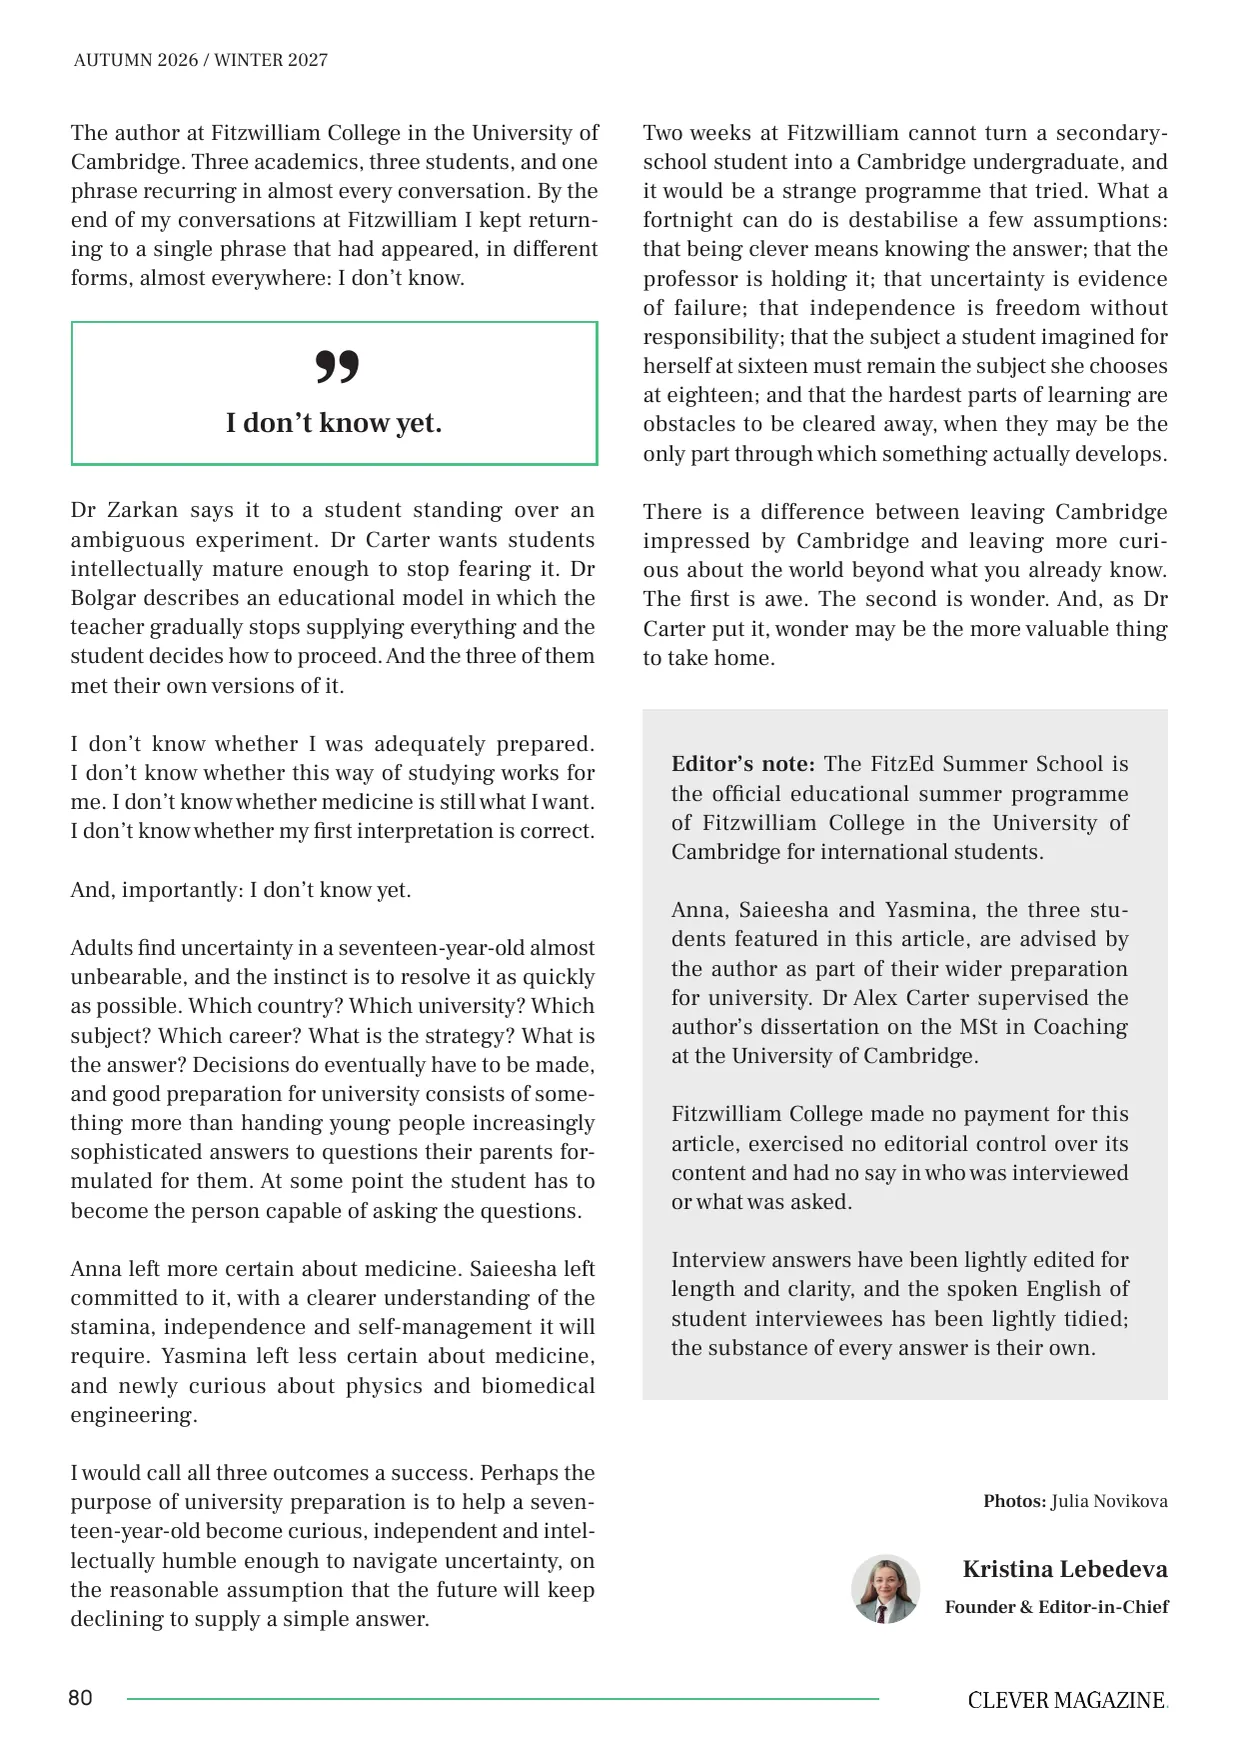 AUTUMN 2026 / WINTER 2027
The author at Fitzwilliam College in the University of
Cambridge. Three academics, three students, and one
phrase recurring in almost every conversation. By the
end of my conversations at Fitzwilliam I kept return-
ing to a single phrase that had appeared, in different
forms, almost everywhere: I don’t know.
”
I don’t know yet.
Dr Zarkan says it to a student standing over an
ambiguous experiment. Dr Carter wants students
intellectually mature enough to stop fearing it. Dr
Bolgar describes an educational model in which the
teacher gradually stops supplying everything and the
student decides how to proceed. And the three of them
met their own versions of it.
I don’t know whether I was adequately prepared.
I don’t know whether this way of studying works for
me. I don’t know whether medicine is still what I want.
I don’t know whether my first interpretation is correct.
And, importantly: I don’t know yet.
Adults find uncertainty in a seventeen-year-old almost
unbearable, and the instinct is to resolve it as quickly
as possible. Which country? Which university? Which
subject? Which career? What is the strategy? What is
the answer? Decisions do eventually have to be made,
and good preparation for university consists of some-
thing more than handing young people increasingly
sophisticated answers to questions their parents for-
mulated for them. At some point the student has to
become the person capable of asking the questions.
Anna left more certain about medicine. Saieesha left
committed to it, with a clearer understanding of the
stamina, independence and self-management it will
require. Yasmina left less certain about medicine,
and newly curious about physics and biomedical
engineering.
I would call all three outcomes a success. Perhaps the
purpose of university preparation is to help a seven-
teen-year-old become curious, independent and intel-
lectually humble enough to navigate uncertainty, on
the reasonable assumption that the future will keep
declining to supply a simple answer.
Two weeks at Fitzwilliam cannot turn a secondary-
school student into a Cambridge undergraduate, and
it would be a strange programme that tried. What a
fortnight can do is destabilise a few assumptions:
that being clever means knowing the answer; that the
professor is holding it; that uncertainty is evidence
of failure; that independence is freedom without
responsibility; that the subject a student imagined for
herself at sixteen must remain the subject she chooses
at eighteen; and that the hardest parts of learning are
obstacles to be cleared away, when they may be the
only part through which something actually develops.
There is a difference between leaving Cambridge
impressed by Cambridge and leaving more curi-
ous about the world beyond what you already know.
The first is awe. The second is wonder. And, as Dr
Carter put it, wonder may be the more valuable thing
to take home.
Editor’s note: The FitzEd Summer School is
the official educational summer programme
of Fitzwilliam College in the University of
Cambridge for international students.
Anna, Saieesha and Yasmina, the three stu-
dents featured in this article, are advised by
the author as part of their wider preparation
for university. Dr Alex Carter supervised the
author’s dissertation on the MSt in Coaching
at the University of Cambridge.
Fitzwilliam College made no payment for this
article, exercised no editorial control over its
content and had no say in who was interviewed
or what was asked.
Interview answers have been lightly edited for
length and clarity, and the spoken English of
student interviewees has been lightly tidied;
the substance of every answer is their own.
Photos: Julia Novikova
Kristina Lebedeva
Founder & Editor-in-Chief
80
CLEVER MAGAZINE